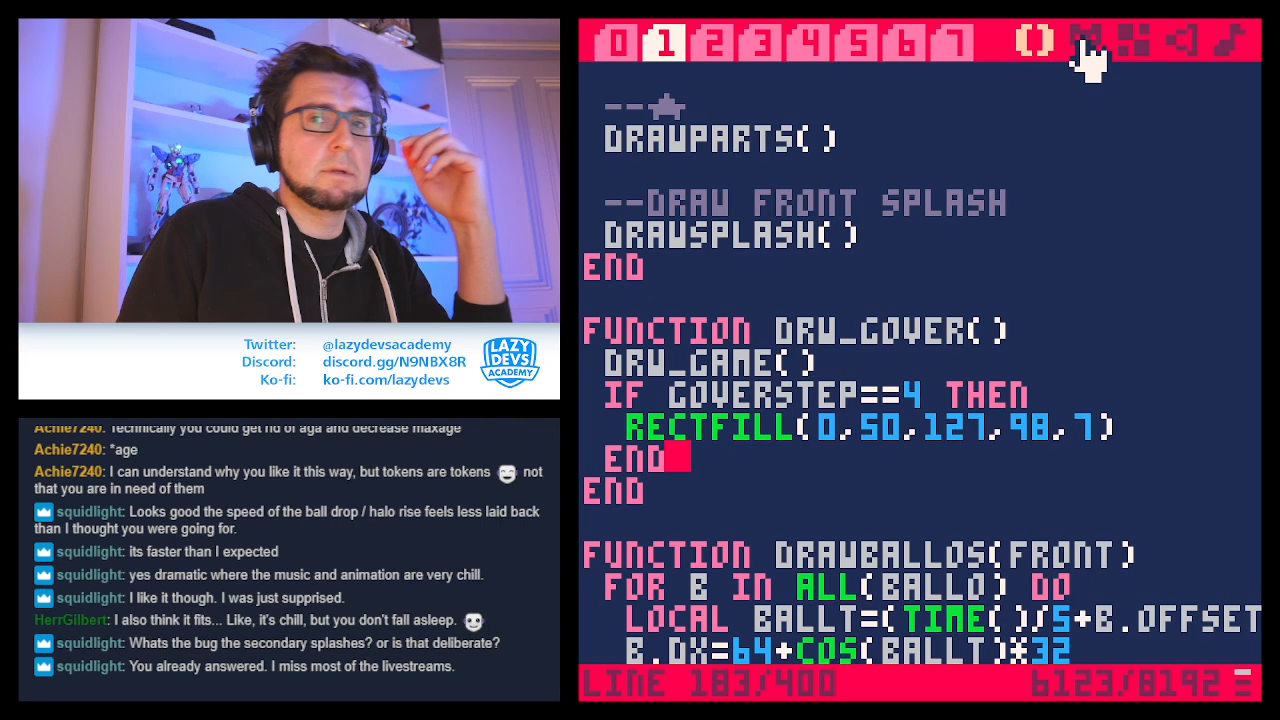 Twitter: @lazydevsacademy
Discord: discord.gg/N9NBX8R
Ko-fi: ko-fi.com/lazydevs
LAZY
DEVS
ACADEMY
Achie7240: Technically you could get rid of aga and decrease maxage
Achie7240: *age
Achie7240: I can understand why you like it this way, but tokens are tokens not
that you are in need of them
squidlight: Looks good the speed of the ball drop / halo rise feels less laid back
than I thought you were going for.
squidlight: its faster than I expected
squidlight: yes dramatic where the music and animation are very chill.
squidlight: I like it though. I was just supprised.
HerrGilbert: I also think it fits... Like, it's chill, but you don't fall asleep.
squidlight: Whats the bug the secondary splashes? or is that deliberate?
squidlight: You already answered. I miss most of the livestreams.
0 1 2 3 4 5 6 7 ()
--
DRAWPARTS()
--DRAW FRONT SPLASH
DRAWSPLASH()
END
FUNCTION DRW_GOVER()
DRW_GAME()
IF GOVERSTEP==4 THEN
RECTFILL(0,50,127,98,7)
END
END
FUNCTION DRAWBALLOS(FRONT)
FOR B IN ALL(BALLO) DO
LOCAL BALLT=(TIME()/5+B.OFFSET
B.DX=64+COS(BALLT)*32
LINE 183/400 6123/8192